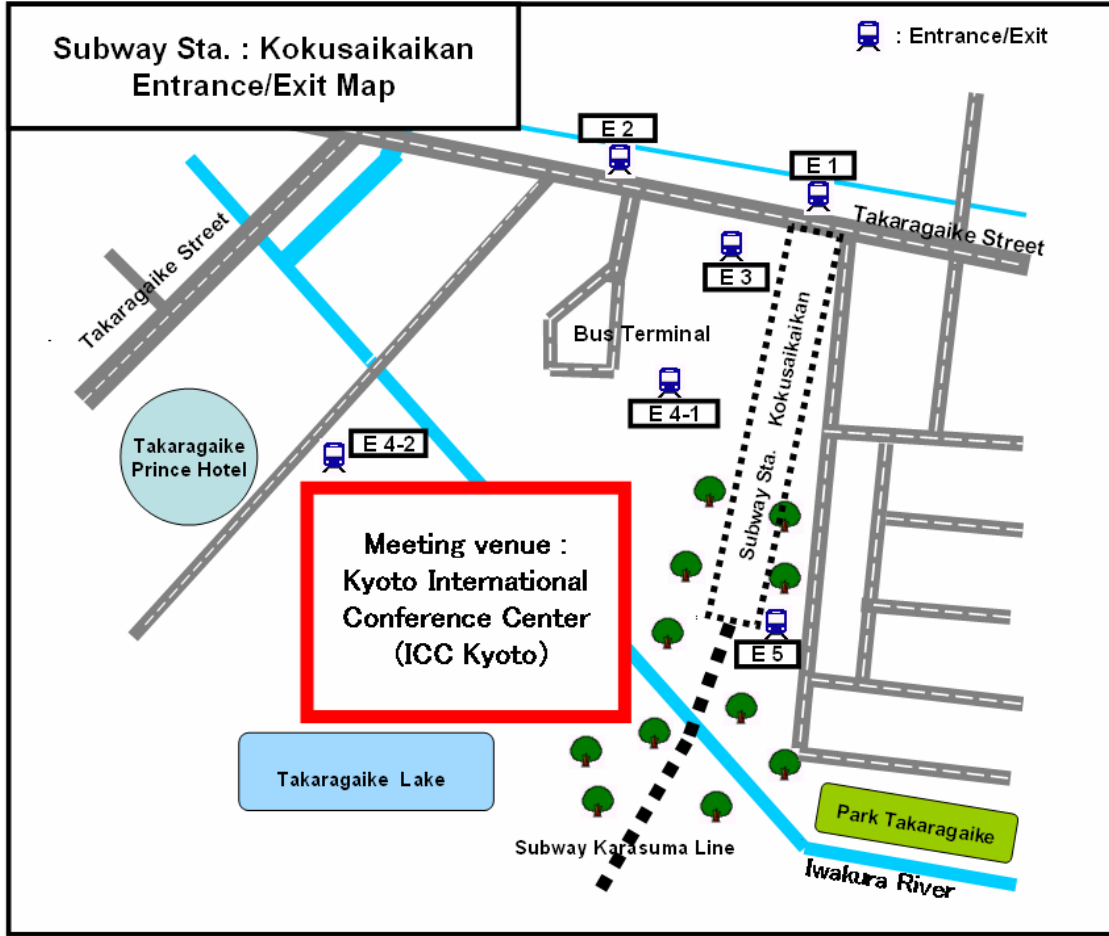 Subway Sta. : Kokusaikaikan
Entrance/Exit Map
: Entrance/Exit
E 2
E 1
Takaragaike Street
Takaragaike Street
E 3
Bus Terminal
Subway Sta. Kokusaikaikan
E 4-1
Takaragaike
Prince Hotel
E 4-2
Meeting venue :
Kyoto International
Conference Center
(ICC Kyoto)
E 5
Takaragaike Lake
Park Takaragaike
Subway Karasuma Line
Iwakura River